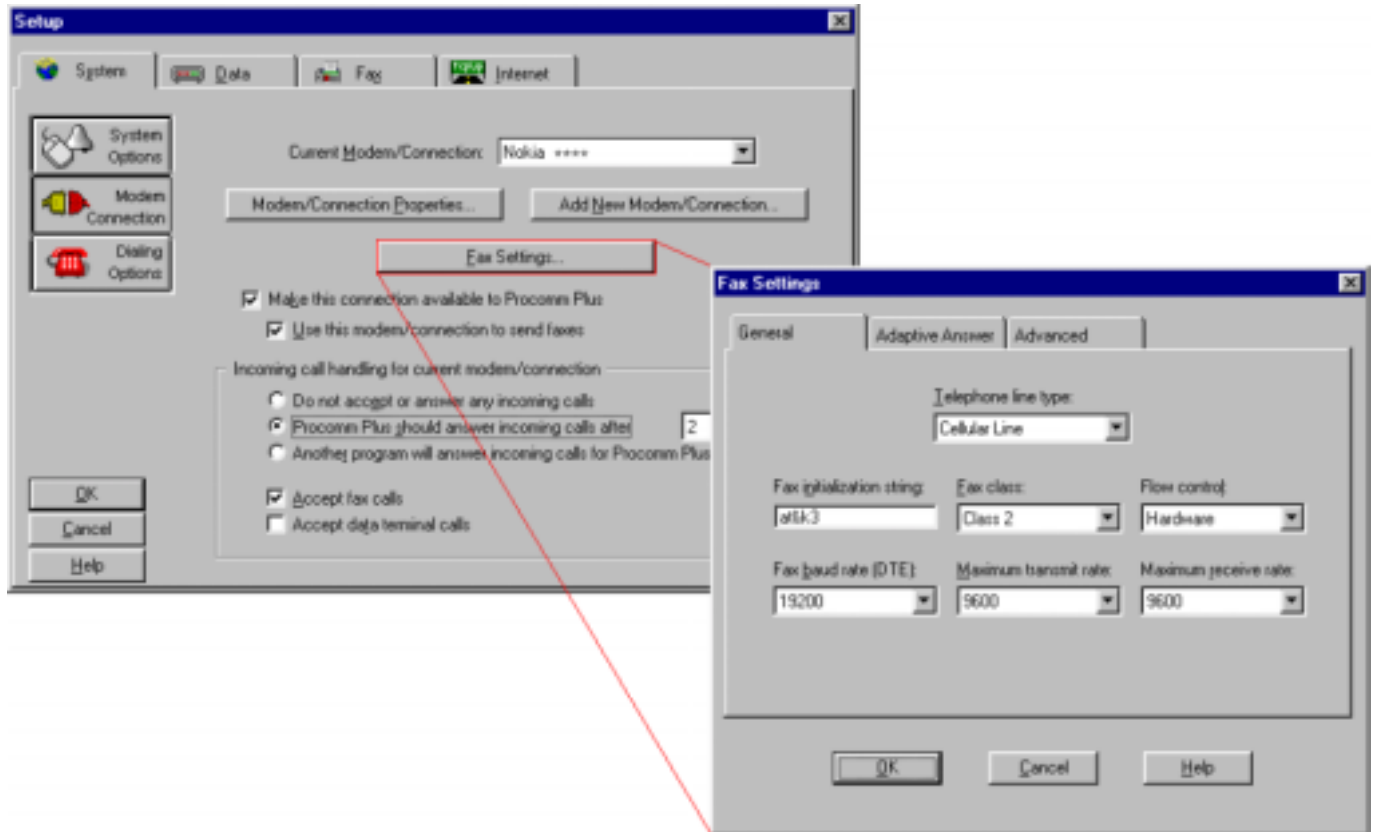 Setup
System
Data
Fax
Internet
System Options
Modem Connection
Dialing Options
Current Modem/Connection: Nokia ****
Modem/Connection Properties...
Add New Modem/Connection...
Fax Settings...
Make this connection available to Procomm Plus
Use this modem/connection to send faxes
Incoming call handling for current modem/connection
Do not accept or answer any incoming calls
Procomm Plus should answer incoming calls after 2
Another program will answer incoming calls for Procomm Plus
Accept fax calls
Accept data terminal calls
OK
Cancel
Help
Fax Settings
General
Adaptive Answer
Advanced
Telephone line type:
Cellular Line
Fax initialization string:
Fax class:
Flow control:
at&k3
Class 2
Hardware
Fax baud rate (DTE):
Maximum transmit rate:
Maximum receive rate:
19200
9600
9600
OK
Cancel
Help